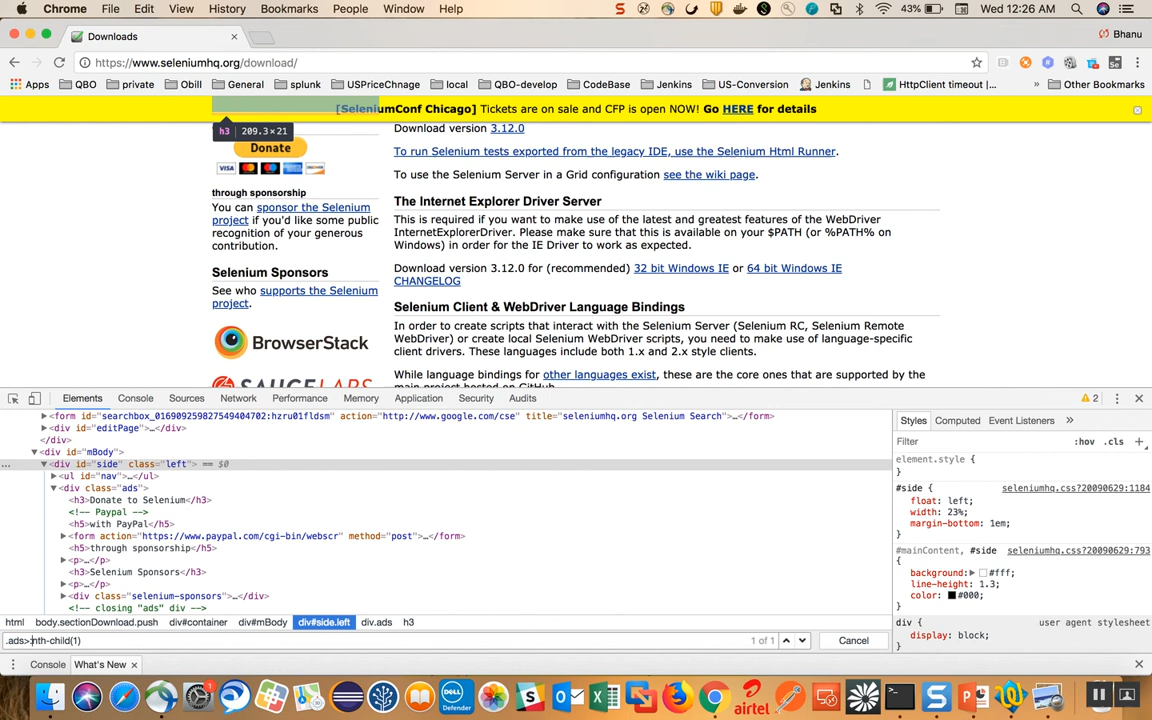 Chrome File Edit View History Bookmarks People Window Help 43% Wed 12:26 AM
Downloads × Bhanu
https://www.seleniumhq.org/download/
Apps QBO private Obill General splunk USPriceChnage local QBO-develop CodeBase Jenkins US-Conversion Jenkins HttpClient timeout |... » Other Bookmarks
[SeleniumConf Chicago] Tickets are on sale and CFP is open NOW! Go HERE for details
h3 | 209.3×21
Donate
VISA
through sponsorship
You can sponsor the Selenium
project if you'd like some public
recognition of your generous
contribution.
Selenium Sponsors
See who supports the Selenium
project.
BrowserStack
SAUCE LABS
Download version 3.12.0
To run Selenium tests exported from the legacy IDE, use the Selenium Html Runner.
To use the Selenium Server in a Grid configuration see the wiki page.
The Internet Explorer Driver Server
This is required if you want to make use of the latest and greatest features of the WebDriver
InternetExplorerDriver. Please make sure that this is available on your $PATH (or %PATH% on
Windows) in order for the IE Driver to work as expected.
Download version 3.12.0 for (recommended) 32 bit Windows IE or 64 bit Windows IE
CHANGELOG
Selenium Client & WebDriver Language Bindings
In order to create scripts that interact with the Selenium Server (Selenium RC, Selenium Remote
WebDriver) or create local Selenium WebDriver scripts, you need to make use of language-specific
client drivers. These languages include both 1.x and 2.x style clients.
While language bindings for other languages exist, these are the core ones that are supported by the
main project hosted on GitHub.
Elements Console Sources Network Performance Memory Application Security Audits 2
<form id="searchbox_016909259827549404702:hzru01fldsm" action="http://www.google.com/cse" title="seleniumhq.org Selenium Search">…</form>
<div id="editPage">…</div>
</div>
<div id="mBody">
... <div id="side" class="left"> == $0
<ul id="nav">…</ul>
<div class="ads">
<h3>Donate to Selenium</h3>
<!-- Paypal -->
<h5>with PayPal</h5>
<form action="https://www.paypal.com/cgi-bin/webscr" method="post">…</form>
<h5>through sponsorship</h5>
<p>…</p>
<h3>Selenium Sponsors</h3>
<p>…</p>
<div class="selenium-sponsors">…</div>
<!-- closing "ads" div -->
html body.sectionDownload.push div#container div#mBody div#side.left div.ads h3
.ads>:nth-child(1) 1 of 1 Cancel
Styles Computed Event Listeners »
Filter :hov .cls +
element.style {
}
#side { seleniumhq.css?20090629:1184
float: left;
width: 23%;
margin-bottom: 1em;
}
#mainContent, #side seleniumhq.css?20090629:793
{
background: #fff;
line-height: 1.3;
color: #000;
}
div { user agent stylesheet
display: block;
}
Console What's New ×
1
DELL
Defender
airtel